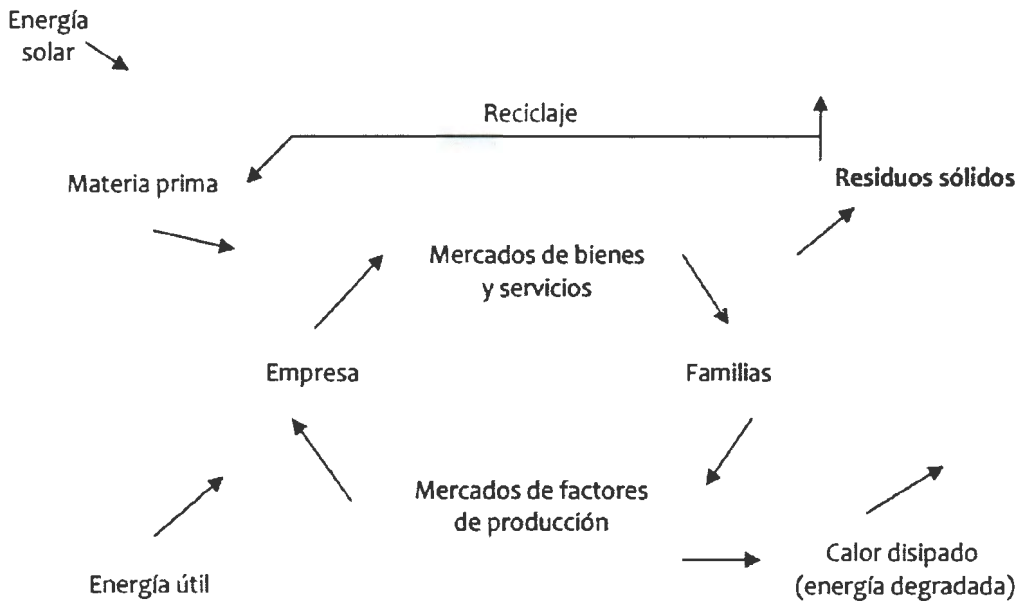 Energía
solar
Reciclaje
Materia prima
Residuos sólidos
Mercados de bienes
y servicios
Empresa
Familias
Mercados de factores
de producción
Energía útil
Calor disipado
(energía degradada)